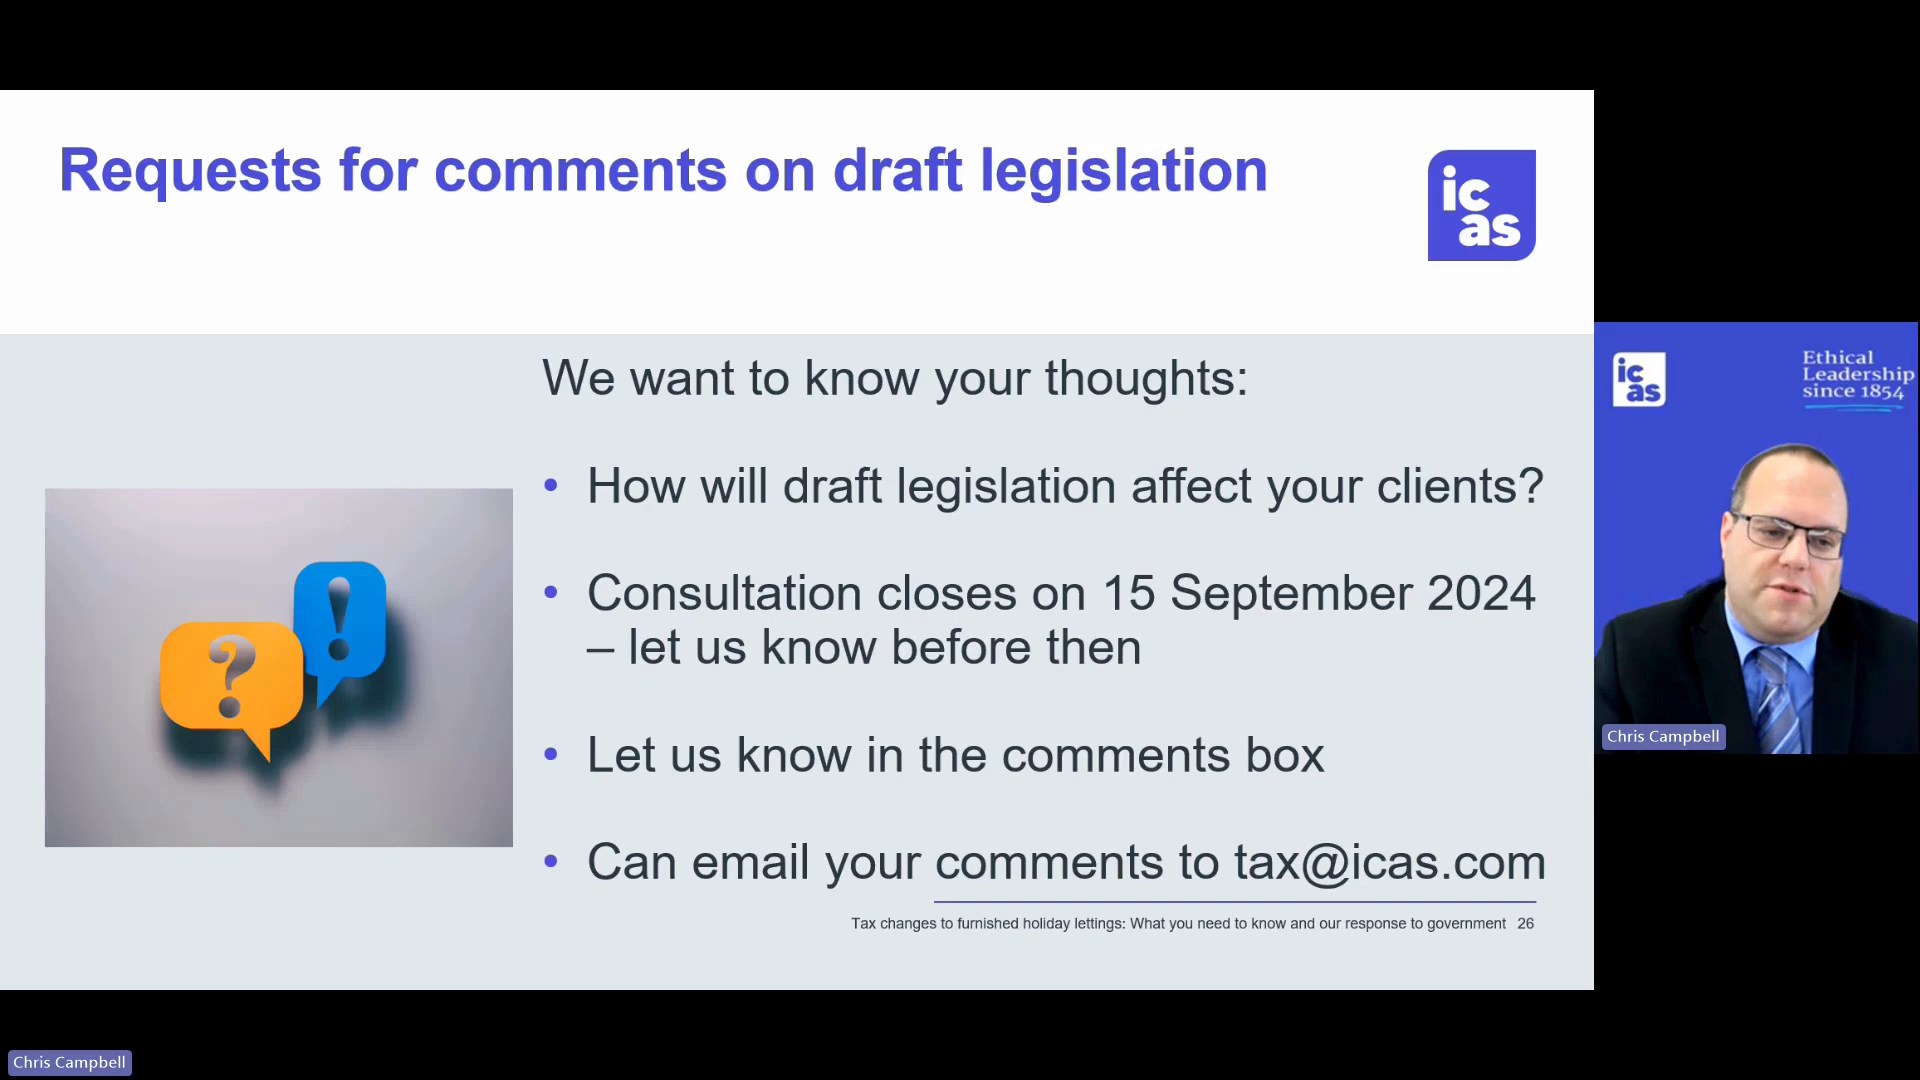 Requests for comments on draft legislation
ic
as
We want to know your thoughts:
• How will draft legislation affect your clients?
• Consultation closes on 15 September 2024
– let us know before then
• Let us know in the comments box
• Can email your comments to tax@icas.com
Tax changes to furnished holiday lettings: What you need to know and our response to government 26
? !
ic
as
Ethical
Leadership
since 1854
Chris Campbell
Chris Campbell